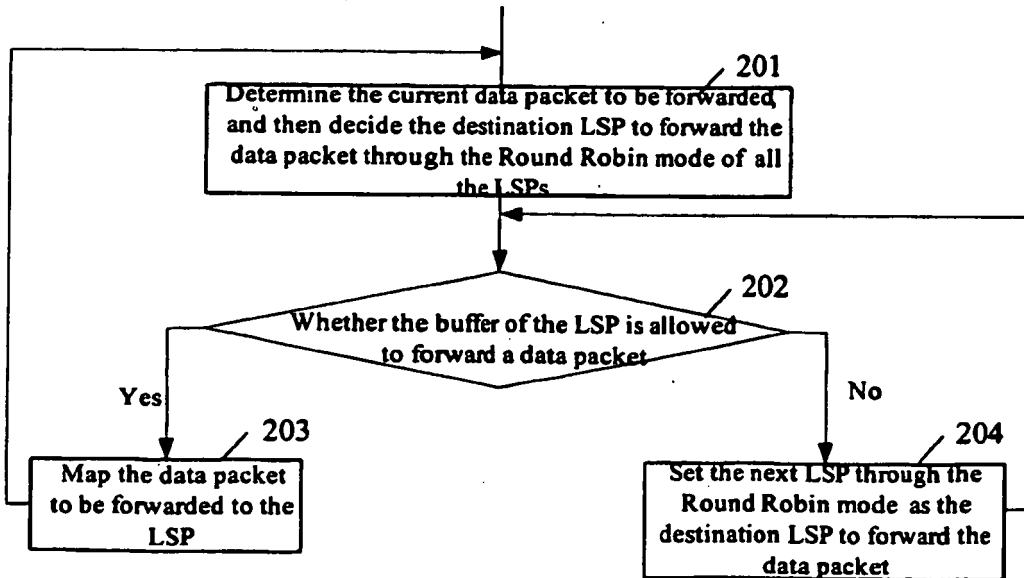 201
Determine the current data packet to be forwarded,
and then decide the destination LSP to forward the
data packet through the Round Robin mode of all
the LSPs
202
Whether the buffer of the LSP is allowed
to forward a data packet
Yes
No
203
204
Map the data packet
to be forwarded to the
LSP
Set the next LSP through the
Round Robin mode as the
destination LSP to forward the
data packet